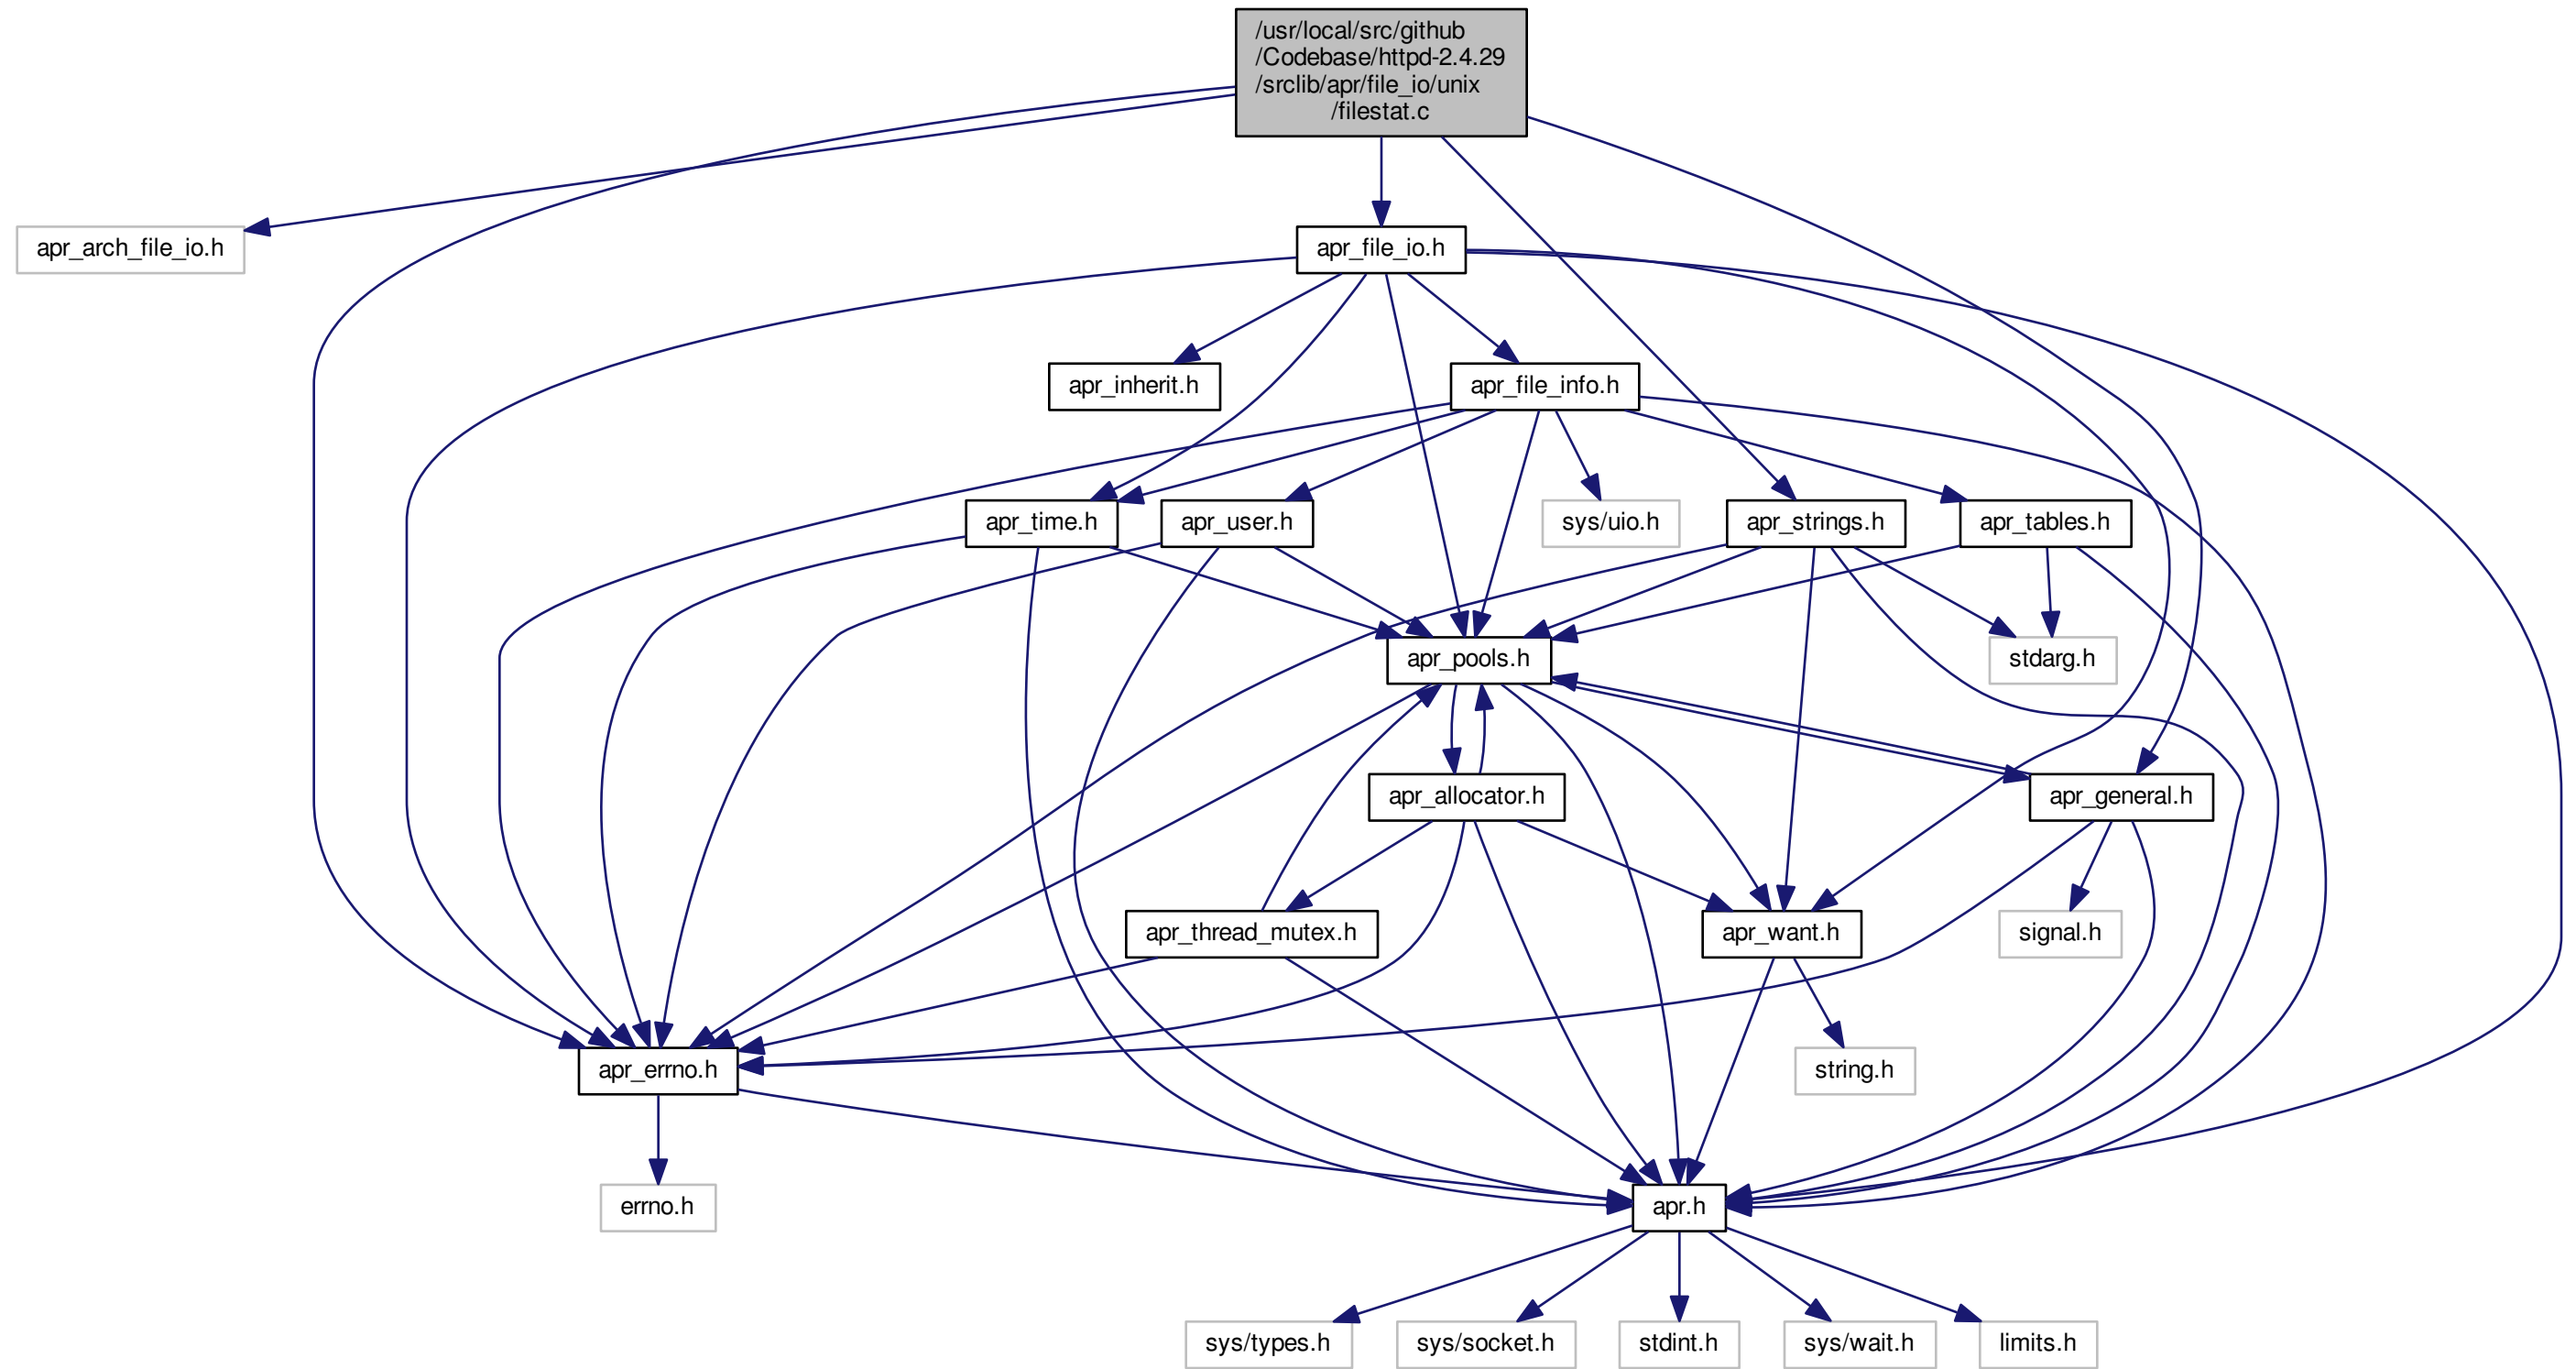 /usr/local/src/github
/Codebase/httpd-2.4.29
/srclib/apr/file_io/unix
/filestat.c
apr_arch_file_io.h
apr_file_io.h
apr_inherit.h
apr_file_info.h
apr_time.h
apr_user.h
sys/uio.h
apr_strings.h
apr_tables.h
apr_pools.h
stdarg.h
apr_allocator.h
apr_general.h
apr_thread_mutex.h
apr_want.h
signal.h
apr_errno.h
string.h
errno.h
apr.h
sys/types.h
sys/socket.h
stdint.h
sys/wait.h
limits.h